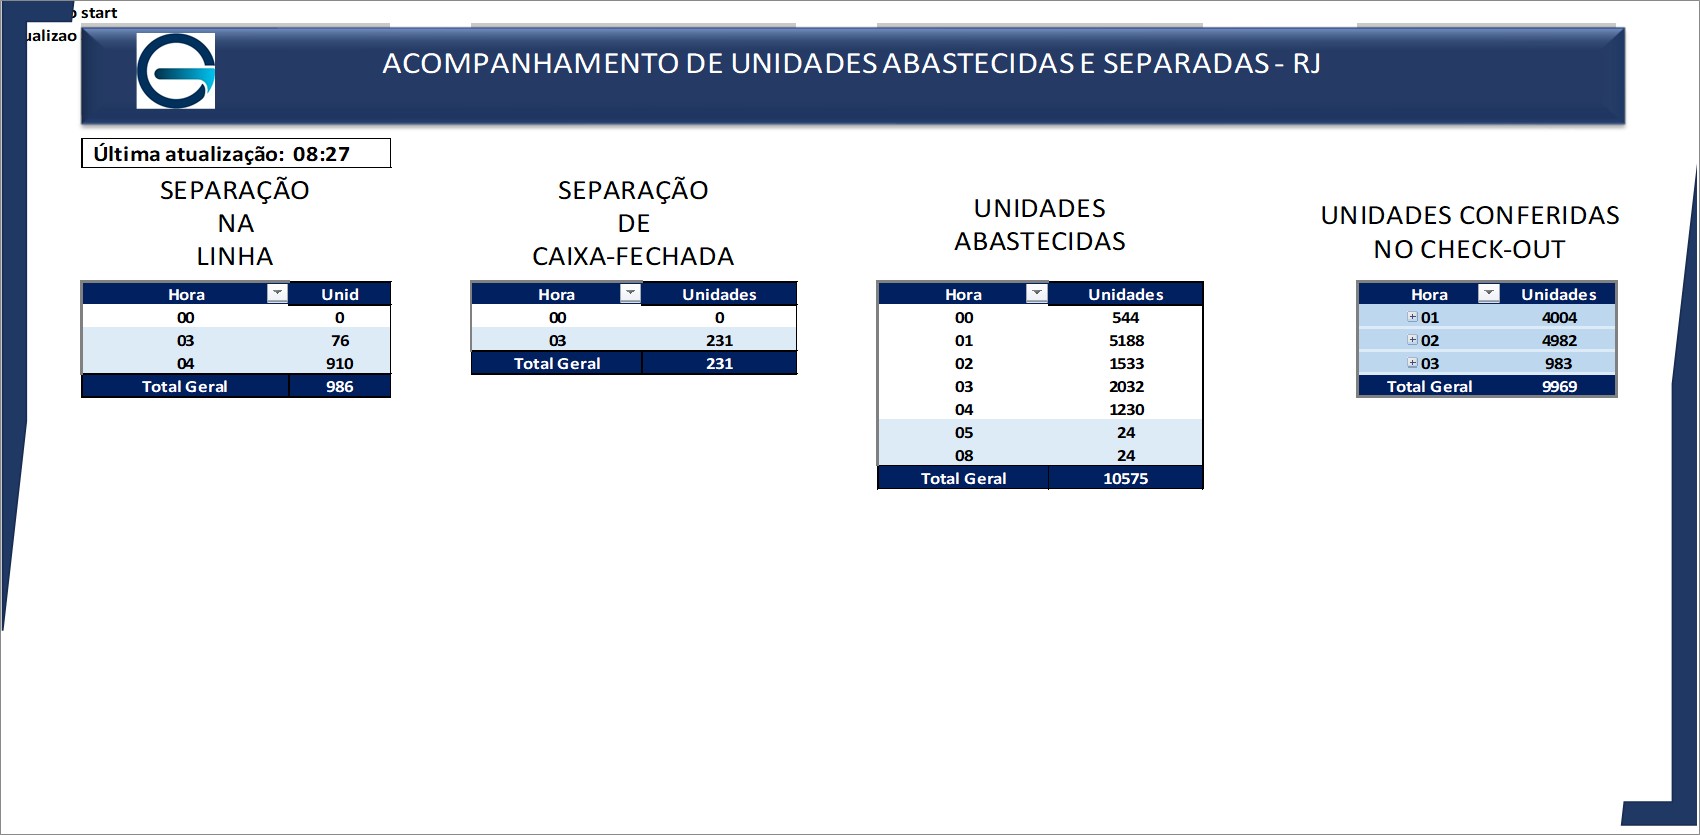 start
ACOMPANHAMENTO DE UNIDADES ABASTECIDAS E SEPARADAS - RJ
Última atualização: 08:27
SEPARAÇÃO
NA
LINHA
Hora Unid
00 0
03 76
04 910
Total Geral 986
SEPARAÇÃO
DE
CAIXA-FECHADA
Hora Unidades
00 0
03 231
Total Geral 231
UNIDADES
ABASTECIDAS
Hora Unidades
00 544
01 5188
02 1533
03 2032
04 1230
05 24
08 24
Total Geral 10575
UNIDADES CONFERIDAS
NO CHECK-OUT
Hora Unidades
01 4004
02 4982
03 983
Total Geral 9969